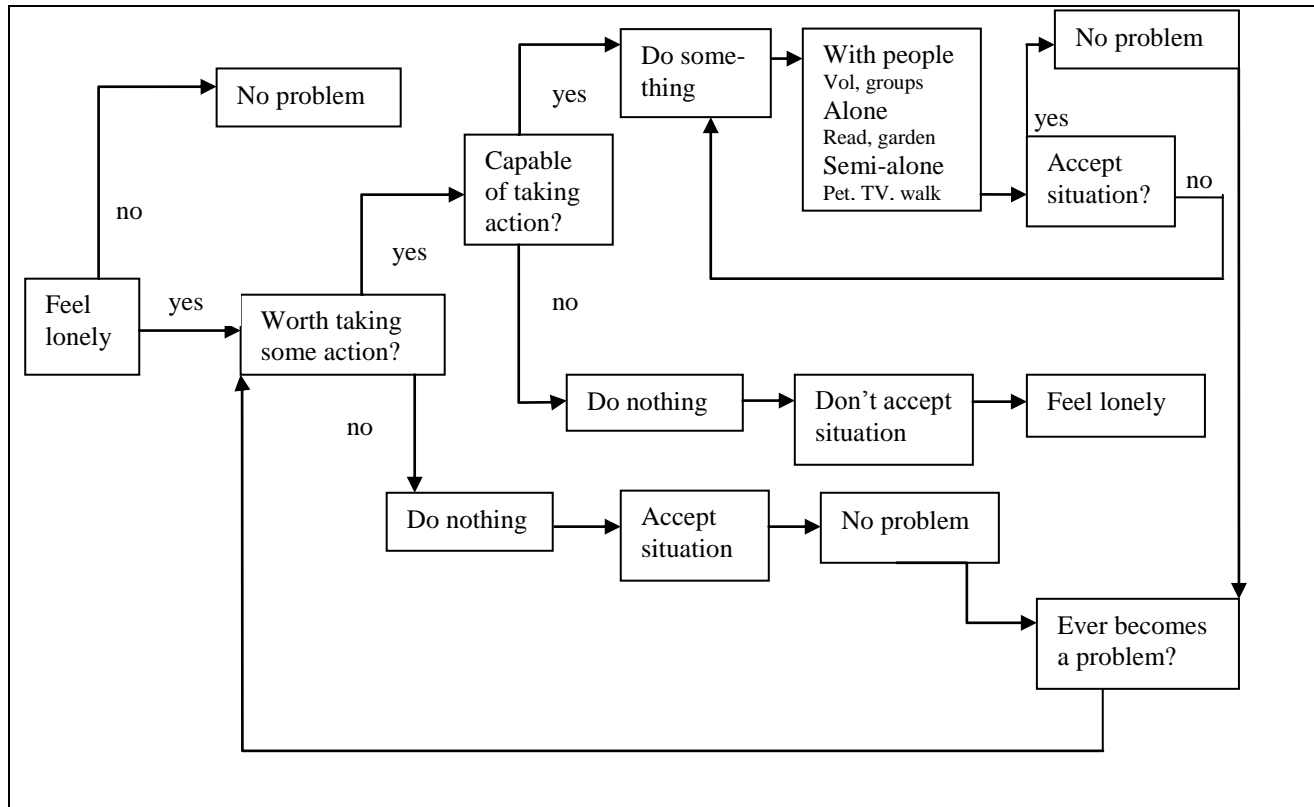 No problem
Do some-
thing
With people
Vol, groups
Alone
Read, garden
Semi-alone
Pet. TV. walk
No problem
yes
yes
Capable
of taking
action?
Accept
situation?
no
no
yes
Feel
lonely
yes
Worth taking
some action?
no
Do nothing
Don’t accept
situation
Feel lonely
no
Do nothing
Accept
situation
No problem
Ever becomes
a problem?